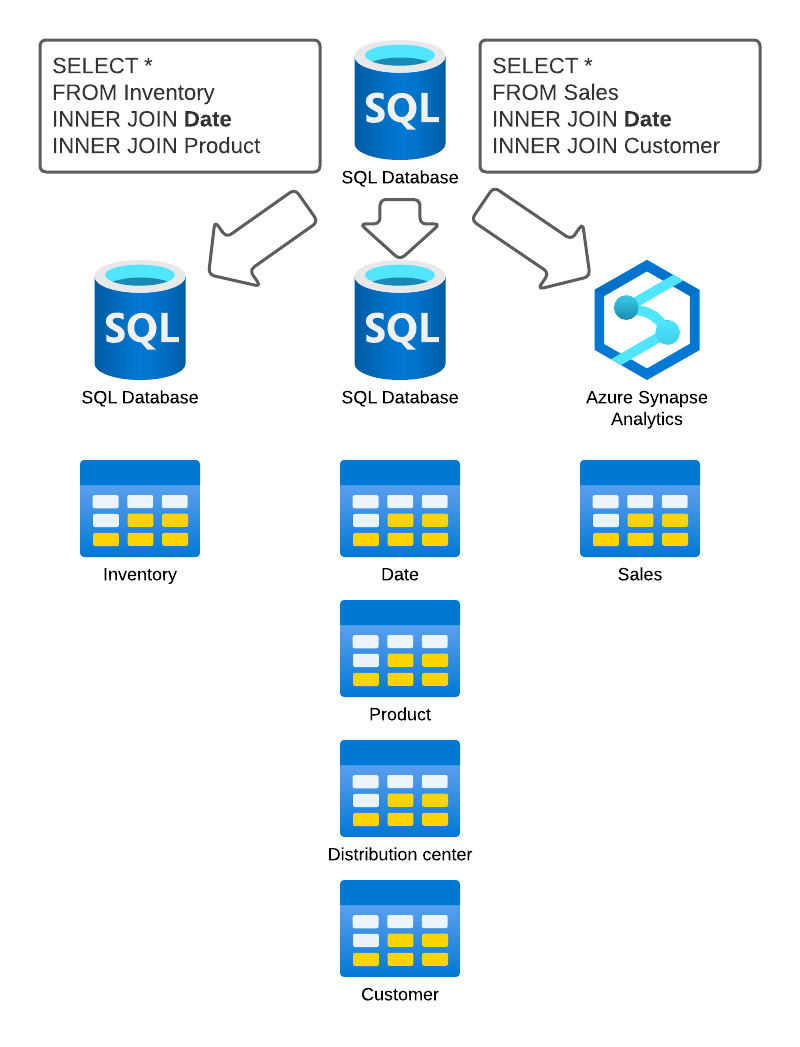 SELECT *
FROM Inventory
INNER JOIN Date
INNER JOIN Product
SQL
SQL Database
SELECT *
FROM Sales
INNER JOIN Date
INNER JOIN Customer
SQL
SQL Database
SQL
SQL Database
Azure Synapse
Analytics
Inventory
Date
Sales
Product
Distribution center
Customer